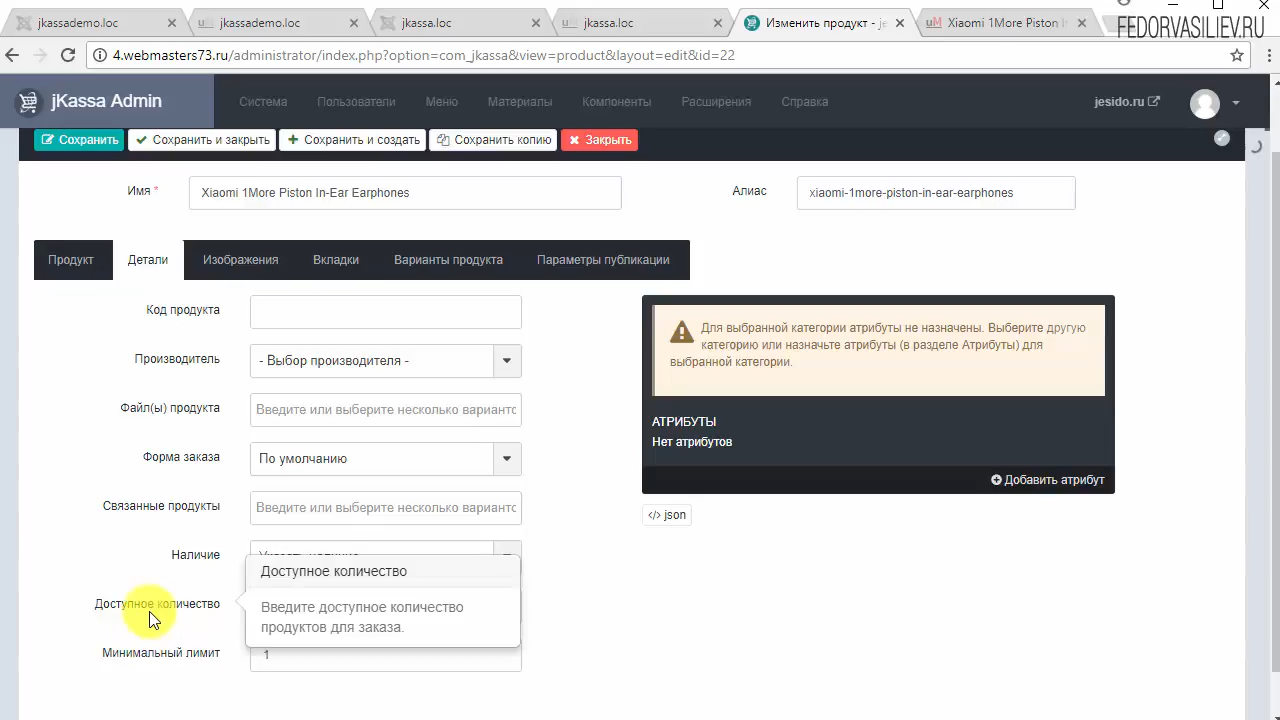 jkassademo.loc
jkassademo.loc
jkassa.loc
jkassa.loc
Изменить продукт - je
Xiaomi 1More Piston I
FEDORVASILIEV.RU
4.webmasters73.ru/administrator/index.php?option=com_jkassa&view=product&layout=edit&id=22
jKassa Admin
Система
Пользователи
Меню
Материалы
Компоненты
Расширения
Справка
jesido.ru
Сохранить
Сохранить и закрыть
Сохранить и создать
Сохранить копию
Закрыть
Имя *
Xiaomi 1More Piston In-Ear Earphones
Алиас
xiaomi-1more-piston-in-ear-earphones
Продукт
Детали
Изображения
Вкладки
Варианты продукта
Параметры публикации
Код продукта
Производитель
- Выбор производителя -
Файл(ы) продукта
Введите или выберите несколько варианто
Форма заказа
По умолчанию
Связанные продукты
Введите или выберите несколько варианто
Наличие
Доступное количество
Доступное количество
Введите доступное количество
продуктов для заказа.
Минимальный лимит
1
Для выбранной категории атрибуты не назначены. Выберите другую
категорию или назначьте атрибуты (в разделе Атрибуты) для
выбранной категории.
АТРИБУТЫ
Нет атрибутов
Добавить атрибут
</> json